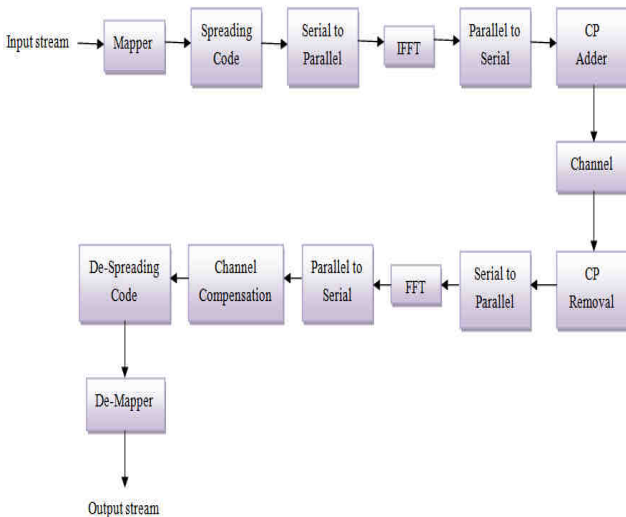 Input stream
Mapper
Spreading
Code
Serial to
Parallel
IFFT
Parallel to
Serial
CP
Adder
Channel
CP
Removal
Serial to
Parallel
FFT
Parallel to
Serial
Channel
Compensation
De-Spreading
Code
De-Mapper
Output stream